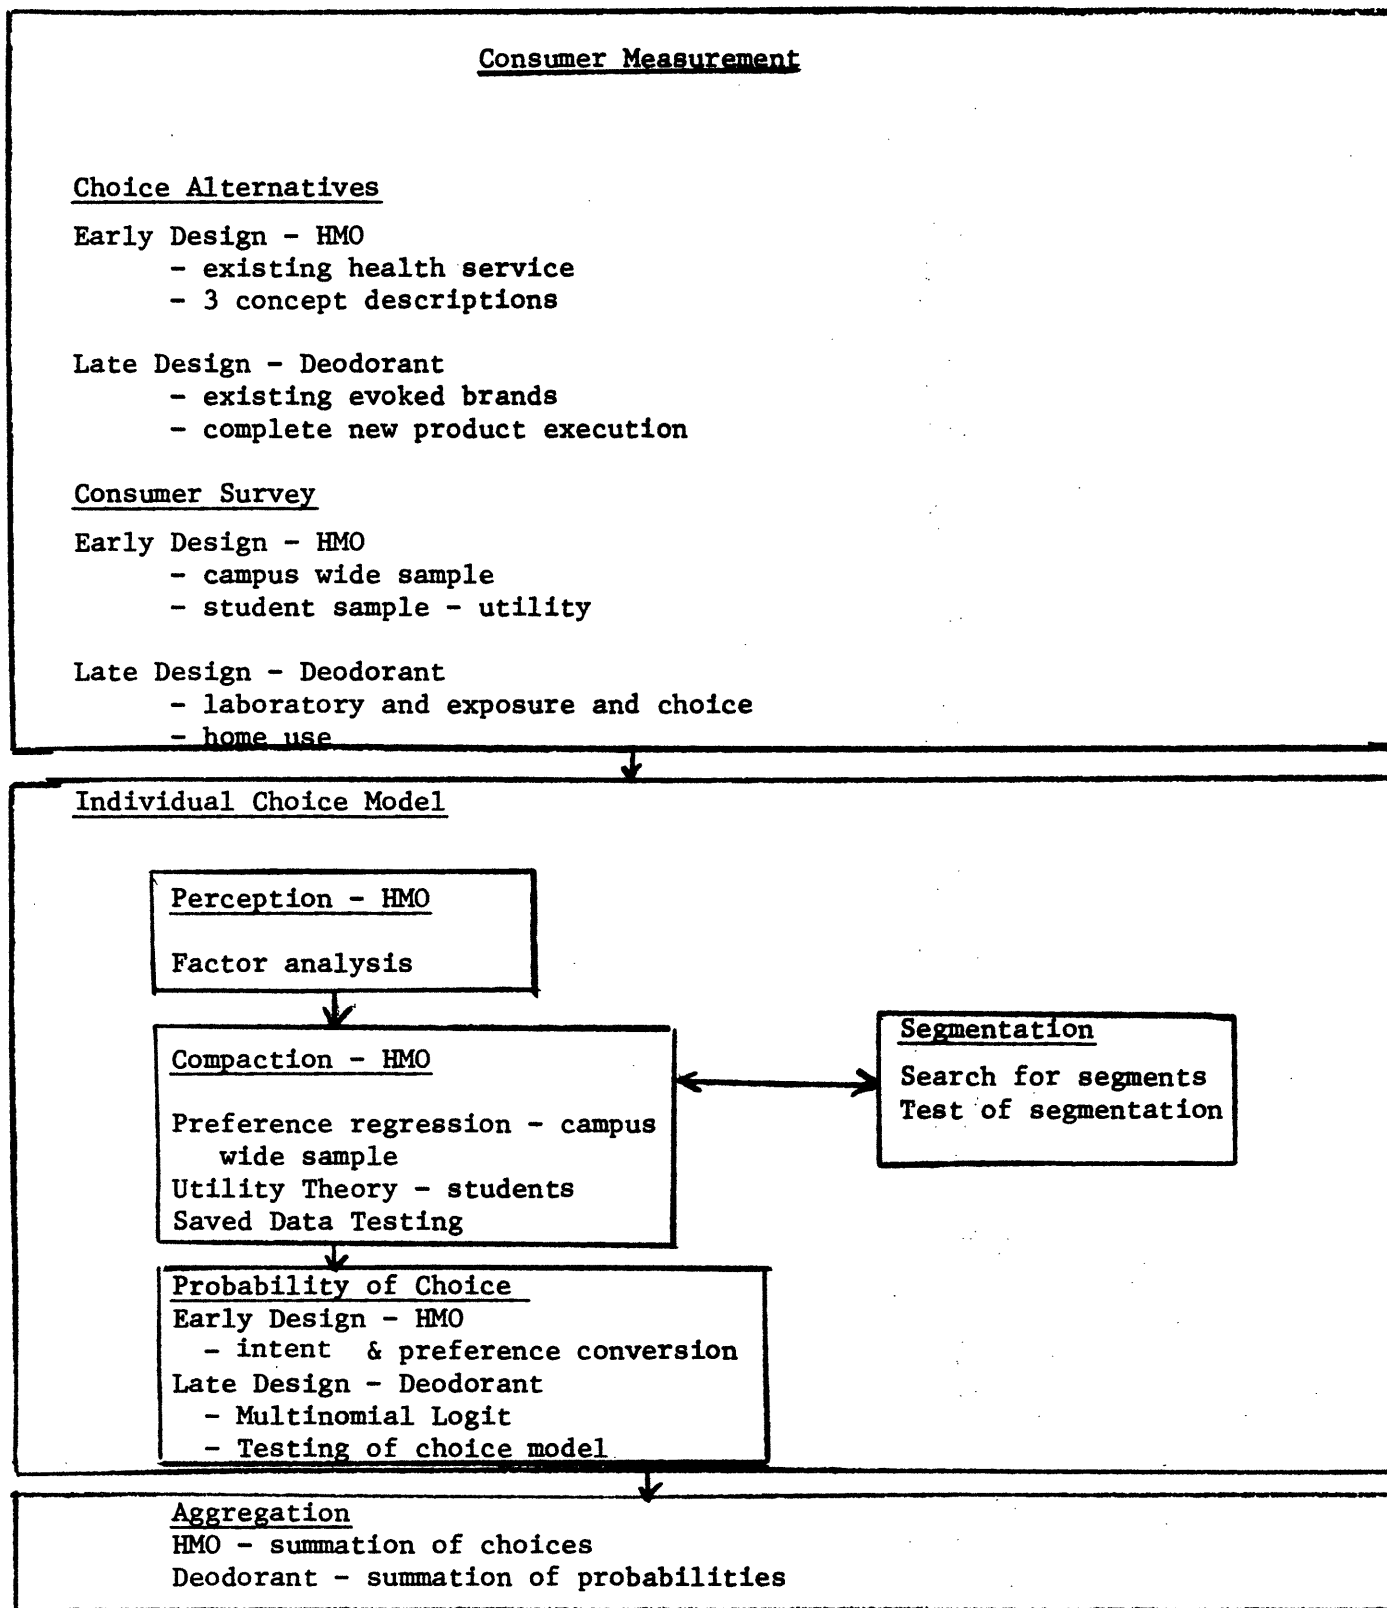 Consumer Measurement
Choice Alternatives
Early Design - HMO
- existing health service
- 3 concept descriptions
Late Design - Deodorant
- existing evoked brands
- complete new product execution
Consumer Survey
Early Design - HMO
- campus wide sample
- student sample - utility
Late Design - Deodorant
- laboratory and exposure and choice
- home use
Individual Choice Model
Perception - HMO
Factor analysis
Compaction - HMO
Preference regression - campus
wide sample
Utility Theory - students
Saved Data Testing
Segmentation
Search for segments
Test of segmentation
Probability of Choice
Early Design - HMO
- intent & preference conversion
Late Design - Deodorant
- Multinomial Logit
- Testing of choice model
Aggregation
HMO - summation of choices
Deodorant - summation of probabilities